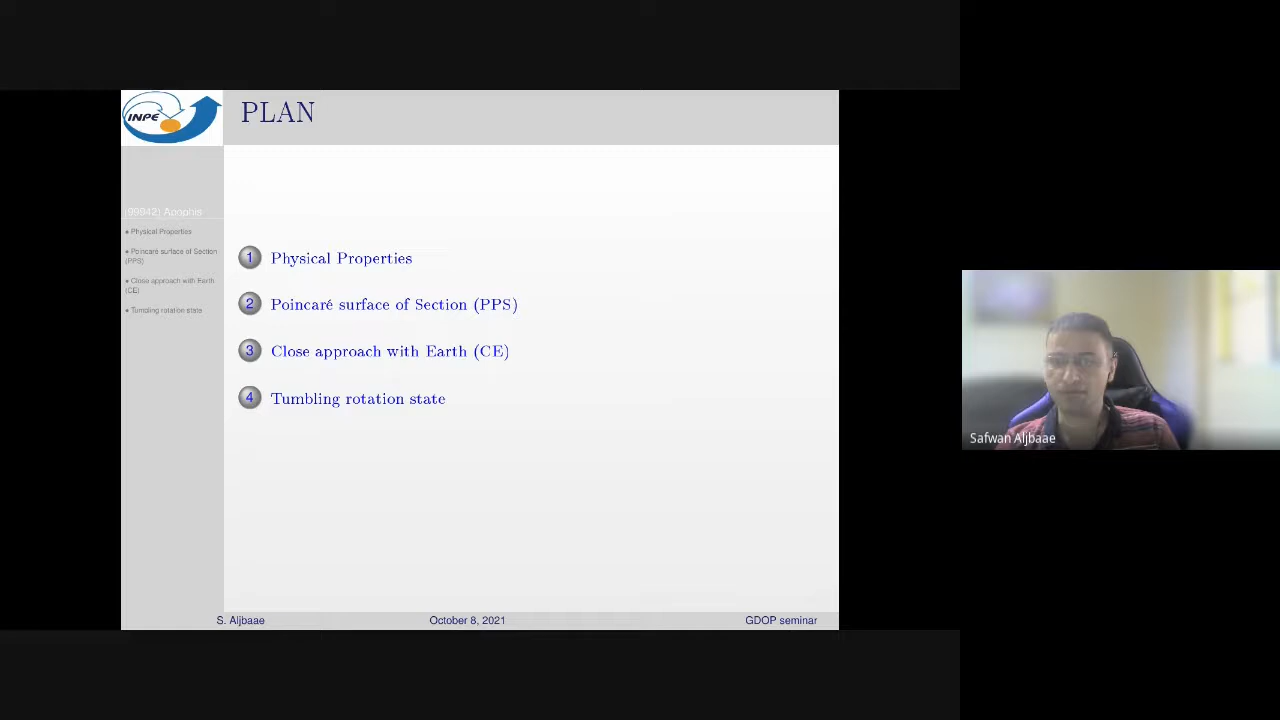 INPE
PLAN
(99942) Apophis
• Physical Properties
• Poincaré surface of Section
(PPS)
• Close approach with Earth
(CE)
• Tumbling rotation state
1 Physical Properties
2 Poincaré surface of Section (PPS)
3 Close approach with Earth (CE)
4 Tumbling rotation state
S. Aljbaae October 8, 2021 GDOP seminar
Safwan Aljbaae